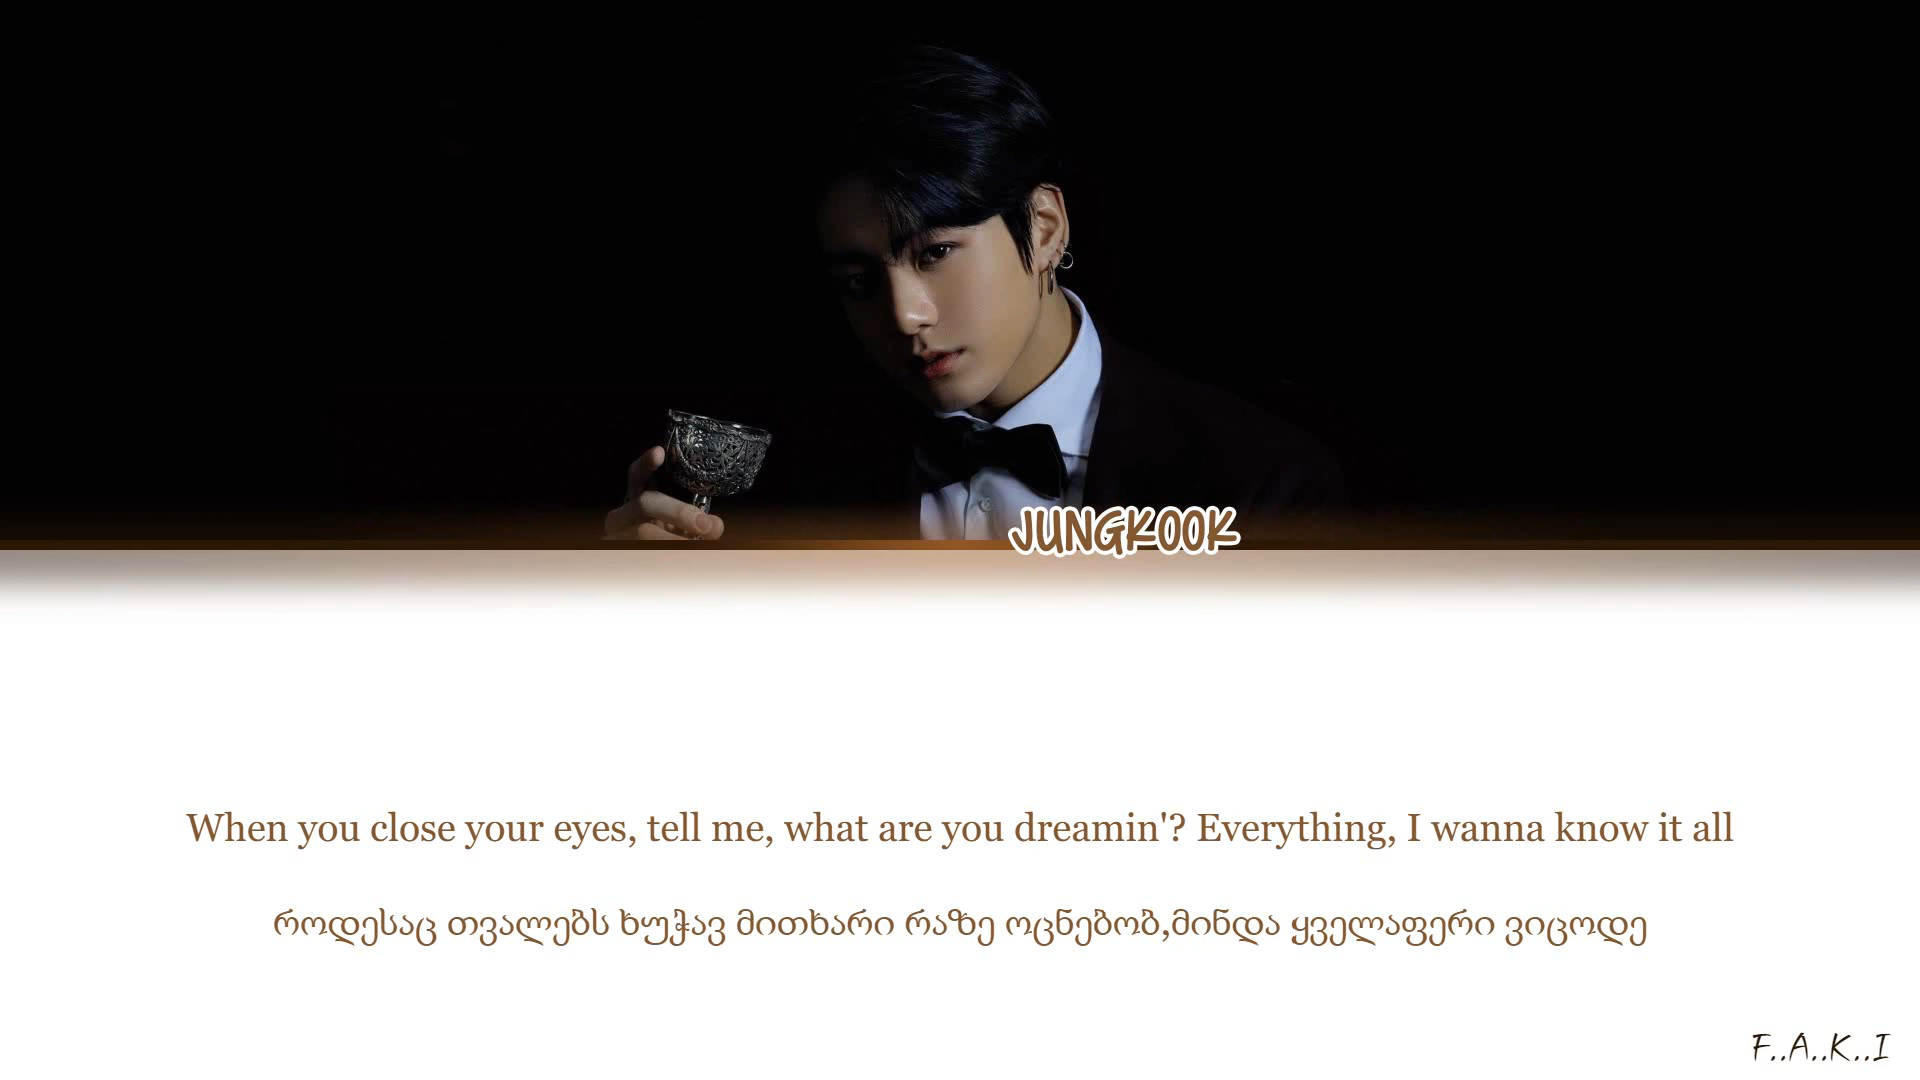 JUNGKOOK
When you close your eyes, tell me, what are you dreamin'? Everything, I wanna know it all
როდესაც თვალებს ხუჭავ მითხარი რაზე ოცნებობ,მინდა ყველაფერი ვიცოდე
F..A..K..I